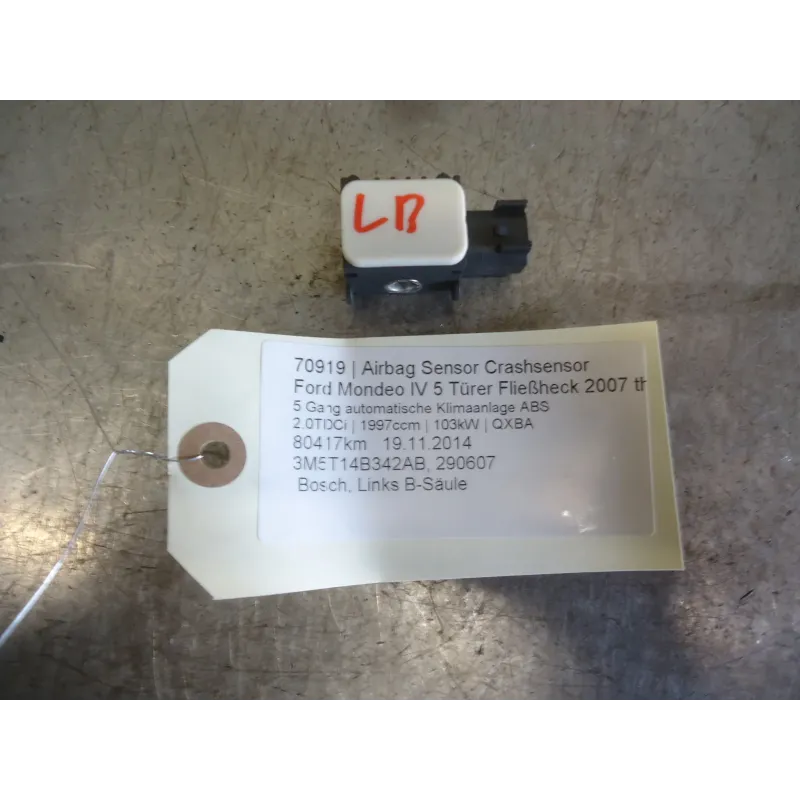 LB
70919 | Airbag Sensor Crashsensor
Ford Mondeo IV 5 Türer Fließheck 2007 th
5 Gang automatische Klimaanlage ABS
2.0TDCi | 1997ccm | 103kW | QXBA
80417km 19.11.2014
3M5T14B342AB, 290607
Bosch, Links B-Säule